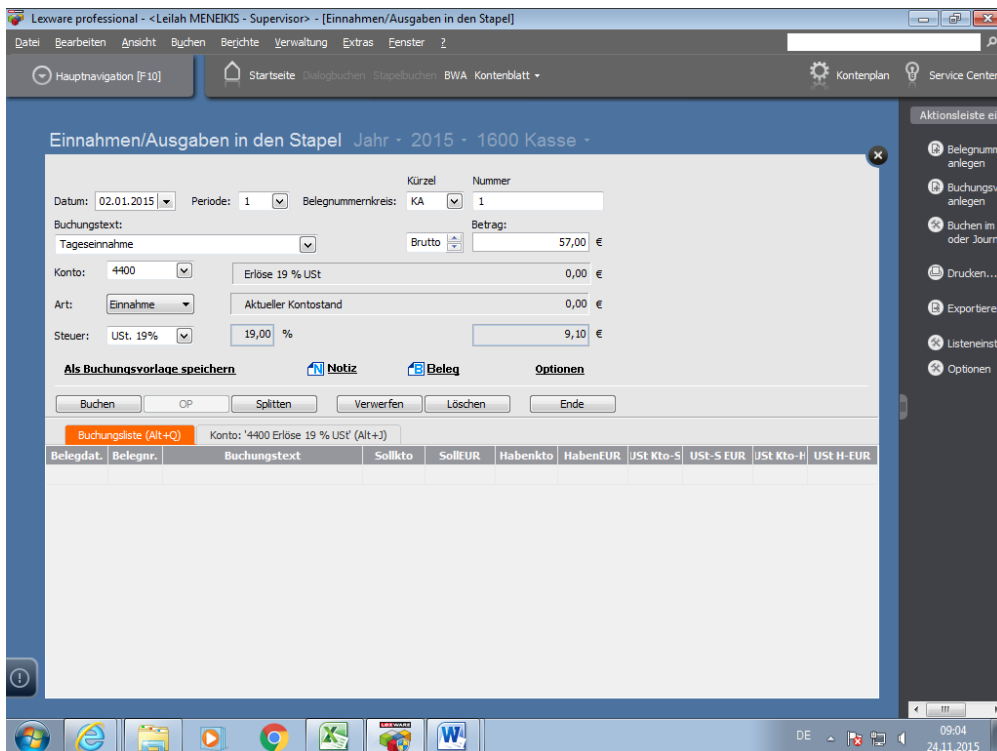 Lexware professional - <Leilah MENEIKIS - Supervisor> - [Einnahmen/Ausgaben in den Stapel]
Datei Bearbeiten Ansicht Buchen Berichte Verwaltung Extras Fenster ?
Hauptnavigation [F10] Startseite Dialogbuchen Stapelbuchen BWA Kontenblatt Kontenplan Service Center
Aktionsleiste ei
Einnahmen/Ausgaben in den Stapel Jahr - 2015 - 1600 Kasse -
Belegnumm
anlegen
Buchungsv
anlegen
Buchen im
oder Journ
Drucken...
Exportiere
Listeneinst
Optionen
Kürzel Nummer
Datum: 02.01.2015 Periode: 1 Belegnummernkreis: KA 1
Buchungstext: Betrag:
Tageseinnahme Brutto 57,00 €
Konto: 4400 Erlöse 19 % USt 0,00 €
Art: Einnahme Aktueller Kontostand 0,00 €
Steuer: USt. 19% 19,00 % 9,10 €
Als Buchungsvorlage speichern N Notiz B Beleg Optionen
Buchen OP Splitten Verwerfen Löschen Ende
Buchungsliste (Alt+Q) Konto: '4400 Erlöse 19 % USt' (Alt+J)
Belegdat. Belegnr. Buchungstext Sollkto SollEUR Habenkto HabenEUR USt Kto-S USt-S EUR USt Kto-H USt H-EUR
LEXWARE
DE 09:04
24.11.2015